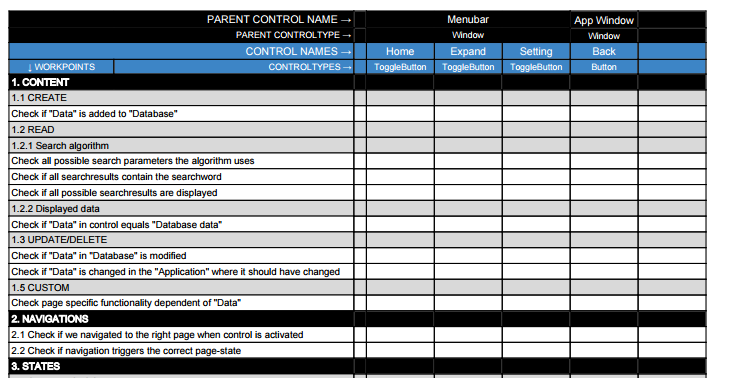 PARENT CONTROL NAME → Menubar App Window
PARENT CONTROLTYPE → Window Window
CONTROL NAMES → Home Expand Setting Back
↓ WORKPOINTS CONTROLTYPES → ToggleButton ToggleButton ToggleButton Button
1. CONTENT
1.1 CREATE
Check if "Data" is added to "Database"
1.2 READ
1.2.1 Search algorithm
Check all possible search parameters the algorithm uses
Check if all searchresults contain the searchword
Check if all possible searchresults are displayed
1.2.2 Displayed data
Check if "Data" in control equals "Database data"
1.3 UPDATE/DELETE
Check if "Data" in "Database" is modified
Check if "Data" is changed in the "Application" where it should have changed
1.5 CUSTOM
Check page specific functionality dependent of "Data"
2. NAVIGATIONS
2.1 Check if we navigated to the right page when control is activated
2.2 Check if navigation triggers the correct page-state
3. STATES